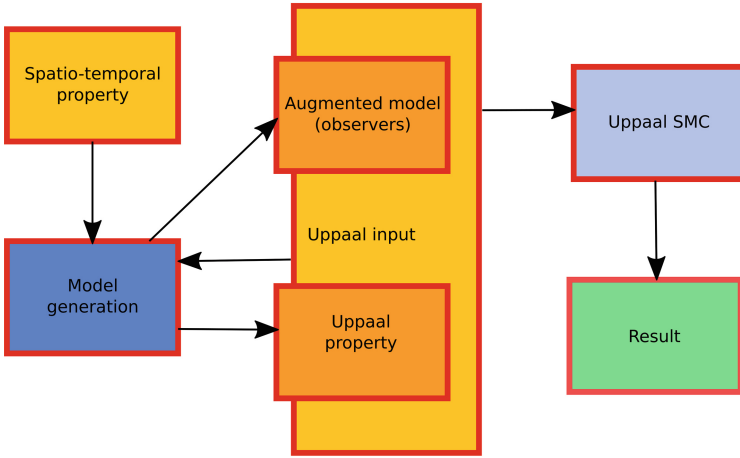 Spatio-temporal
property
Augmented model
(observers)
Uppaal SMC
Uppaal input
Model
generation
Uppaal
property
Result